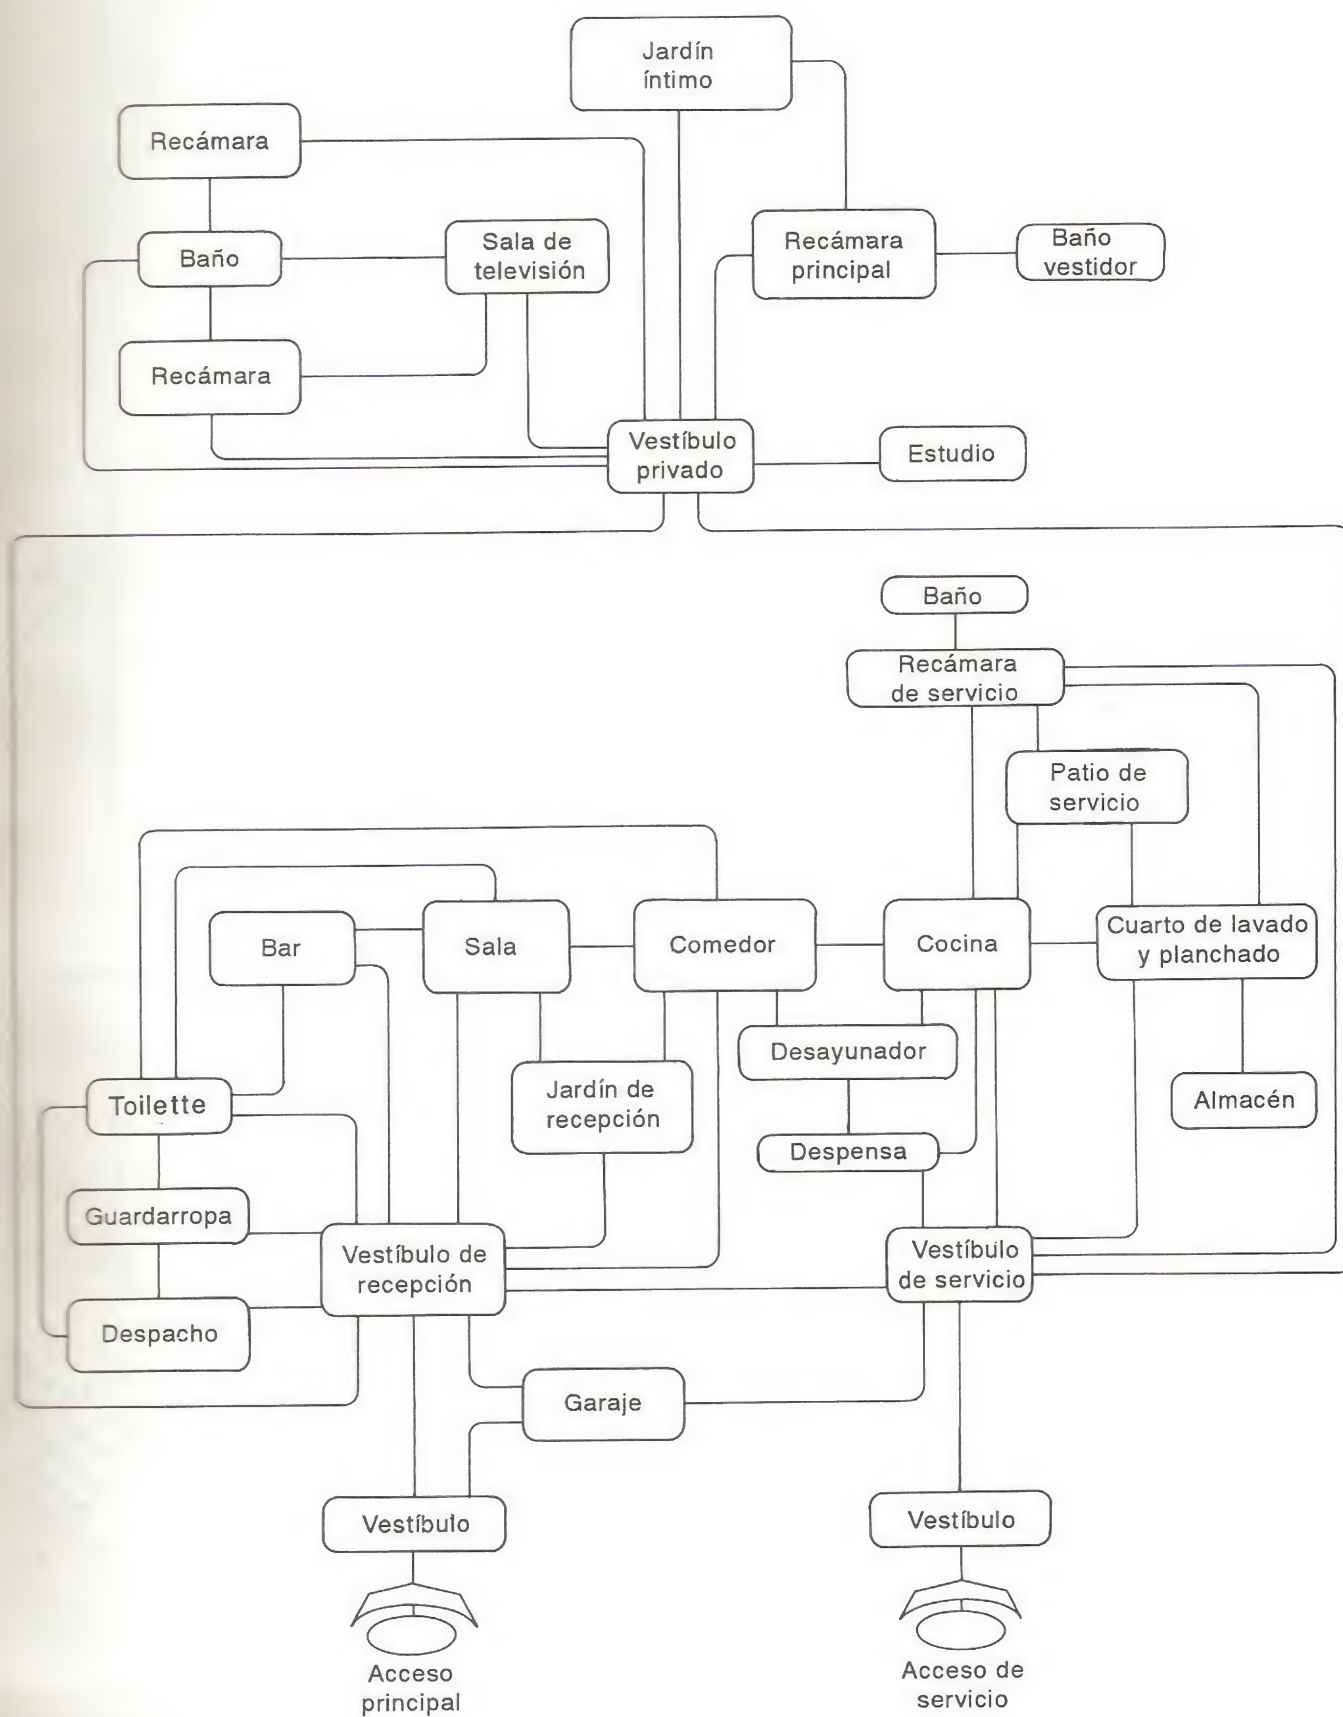 Jardín
íntimo
Recámara
Baño
Sala de
televisión
Recámara
principal
Baño
vestidor
Recámara
Vestíbulo
privado
Estudio
Baño
Recámara
de servicio
Patio de
servicio
Bar
Sala
Comedor
Cocina
Cuarto de lavado
y planchado
Desayunador
Jardín de
recepción
Toilette
Almacén
Despensa
Guardarropa
Vestíbulo de
recepción
Vestíbulo
de servicio
Despacho
Garaje
Vestíbulo
Vestíbulo
Acceso
principal
Acceso de
servicio